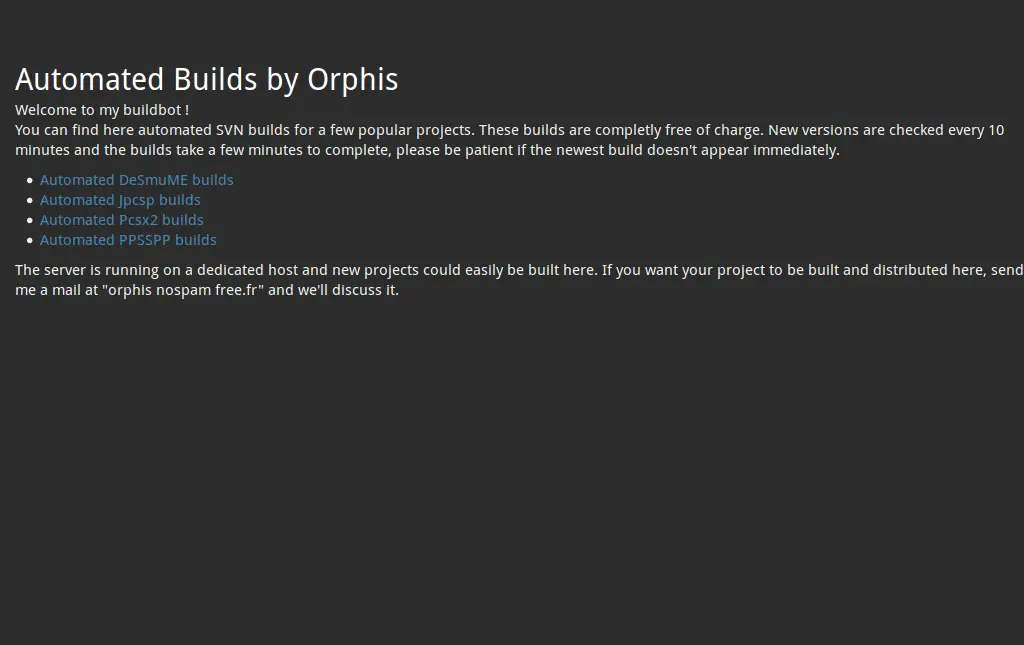 Automated Builds by Orphis
Welcome to my buildbot !
You can find here automated SVN builds for a few popular projects. These builds are completly free of charge. New versions are checked every 10
minutes and the builds take a few minutes to complete, please be patient if the newest build doesn't appear immediately.
Automated DeSmuME builds
Automated Jpcsp builds
Automated Pcsx2 builds
Automated PPSSPP builds
The server is running on a dedicated host and new projects could easily be built here. If you want your project to be built and distributed here, send
me a mail at "orphis nospam free.fr" and we'll discuss it.